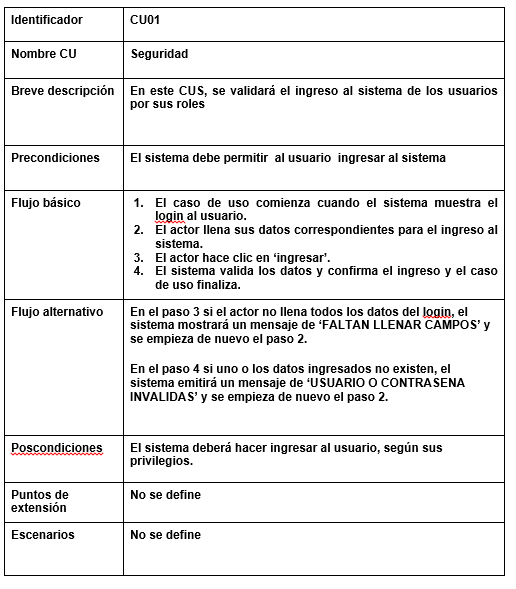 Identificador CU01
Nombre CU Seguridad
Breve descripción En este CUS, se validará el ingreso al sistema de los usuarios
por sus roles
Precondiciones El sistema debe permitir al usuario ingresar al sistema
Flujo básico 1. El caso de uso comienza cuando el sistema muestra el
login al usuario.
2. El actor llena sus datos correspondientes para el ingreso al
sistema.
3. El actor hace clic en ‘ingresar’.
4. El sistema valida los datos y confirma el ingreso y el caso
de uso finaliza.
Flujo alternativo En el paso 3 si el actor no llena todos los datos del login, el
sistema mostrará un mensaje de ‘FALTAN LLENAR CAMPOS’ y
se empieza de nuevo el paso 2.
En el paso 4 si uno o los datos ingresados no existen, el
sistema emitirá un mensaje de ‘USUARIO O CONTRASENA
INVALIDAS’ y se empieza de nuevo el paso 2.
Poscondiciones El sistema deberá hacer ingresar al usuario, según sus
privilegios.
Puntos de No se define
extensión
Escenarios No se define